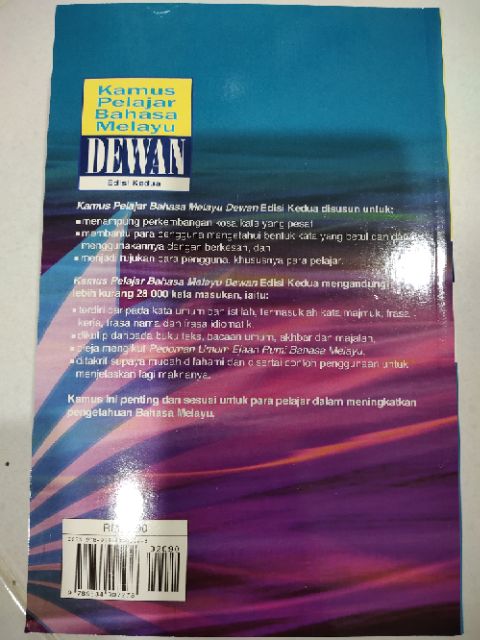 Kamus
Pelajar
Bahasa
Melayu
DEWAN
Edisi Kedua
Kamus Pelajar Bahasa Melayu Dewan Edisi Kedua disusun untuk:
▪ menampung perkembangan kosa kata yang pesat
▪ membantu para pengguna mengetahui bentuk kata yang betul dan dapat
menggunakannya dengan berkesan, dan
▪ menjadi rujukan para pengguna, khususnya para pelajar.
Kamus Pelajar Bahasa Melayu Dewan Edisi Kedua mengandungi
lebih kurang 28 000 kata masukan, iaitu:
▪ terdiri daripada kata umum dan istilah, termasuklah kata majmuk, frasa
kerja, frasa nama dan frasa idiomatik.
▪ dikutip daripada buku teks, bacaan umum, akhbar dan majalah.
▪ dieja mengikut Pedoman Umum Ejaan Rumi Bahasa Melayu.
▪ ditakrif supaya mudah difahami dan disertai contoh penggunaan untuk
menjelaskan lagi maknanya.
Kamus ini penting dan sesuai untuk para pelajar dalam meningkatkan
pengetahuan Bahasa Melayu.
02090